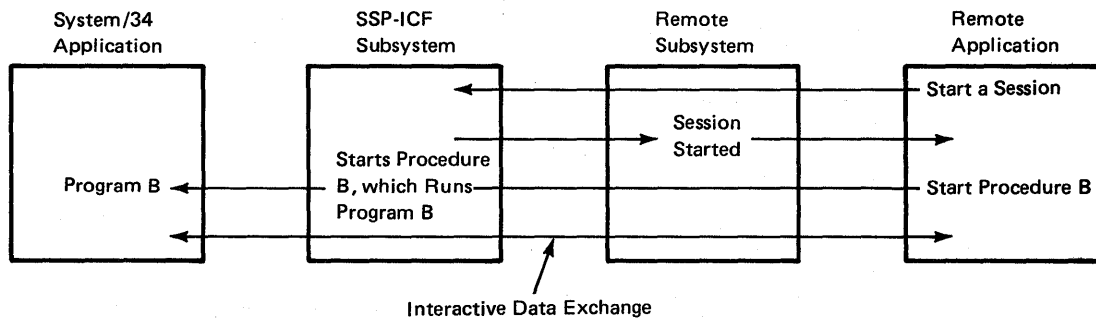 System/34
Application
SSP-ICF
Subsystem
Remote
Subsystem
Remote
Application
Start a Session
Session
Started
Starts Procedure
B, which Runs
Program B
Program B
Start Procedure B
Interactive Data Exchange